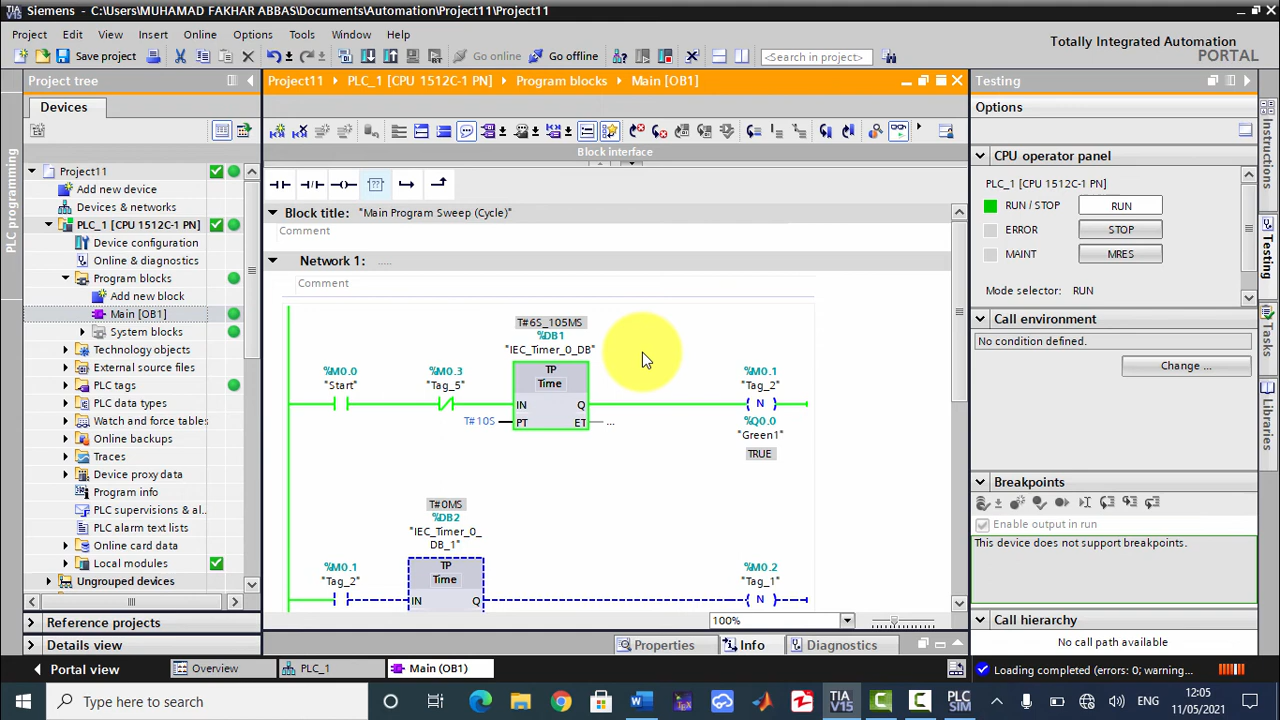 Siemens - C:\Users\MUHAMAD FAKHAR ABBAS\Documents\Automation\Project11\Project11
Project Edit View Insert Online Options Tools Window Help
Totally Integrated Automation
PORTAL
Save project
Go online
Go offline
<Search in project>
Project tree
Devices
PLC programming
Project11
Add new device
Devices & networks
PLC_1 [CPU 1512C-1 PN]
Device configuration
Online & diagnostics
Program blocks
Add new block
Main [OB1]
System blocks
Technology objects
External source files
PLC tags
PLC data types
Watch and force tables
Online backups
Traces
Device proxy data
Program info
PLC supervisions & al...
PLC alarm text lists
Online card data
Local modules
Ungrouped devices
Reference projects
Details view
Project11
PLC_1 [CPU 1512C-1 PN]
Program blocks
Main [OB1]
Block interface
??
Block title: "Main Program Sweep (Cycle)"
Comment
Network 1: .....
Comment
T#6S_105MS
%DB1
"IEC_Timer_0_DB"
%M0.0
"Start"
%M0.3
"Tag_5"
TP
Time
IN
Q
T#10S
PT
ET
...
%M0.1
"Tag_2"
N
%Q0.0
"Green1"
TRUE
T#0MS
%DB2
"IEC_Timer_0_
DB_1"
%M0.1
"Tag_2"
TP
Time
IN
Q
%M0.2
"Tag_1"
N
100%
Properties
Info
Diagnostics
Testing
Options
CPU operator panel
PLC_1 [CPU 1512C-1 PN]
RUN / STOP
RUN
ERROR
STOP
MAINT
MRES
Mode selector: RUN
Call environment
No condition defined.
Change ...
Breakpoints
Enable output in run
This device does not support breakpoints.
Call hierarchy
No call path available
Instructions
Testing
Tasks
Libraries
Portal view
Overview
PLC_1
Main (OB1)
Loading completed (errors: 0; warning...
Type here to search
TIA
V15
PLC
SIM
ENG
12:05
11/05/2021